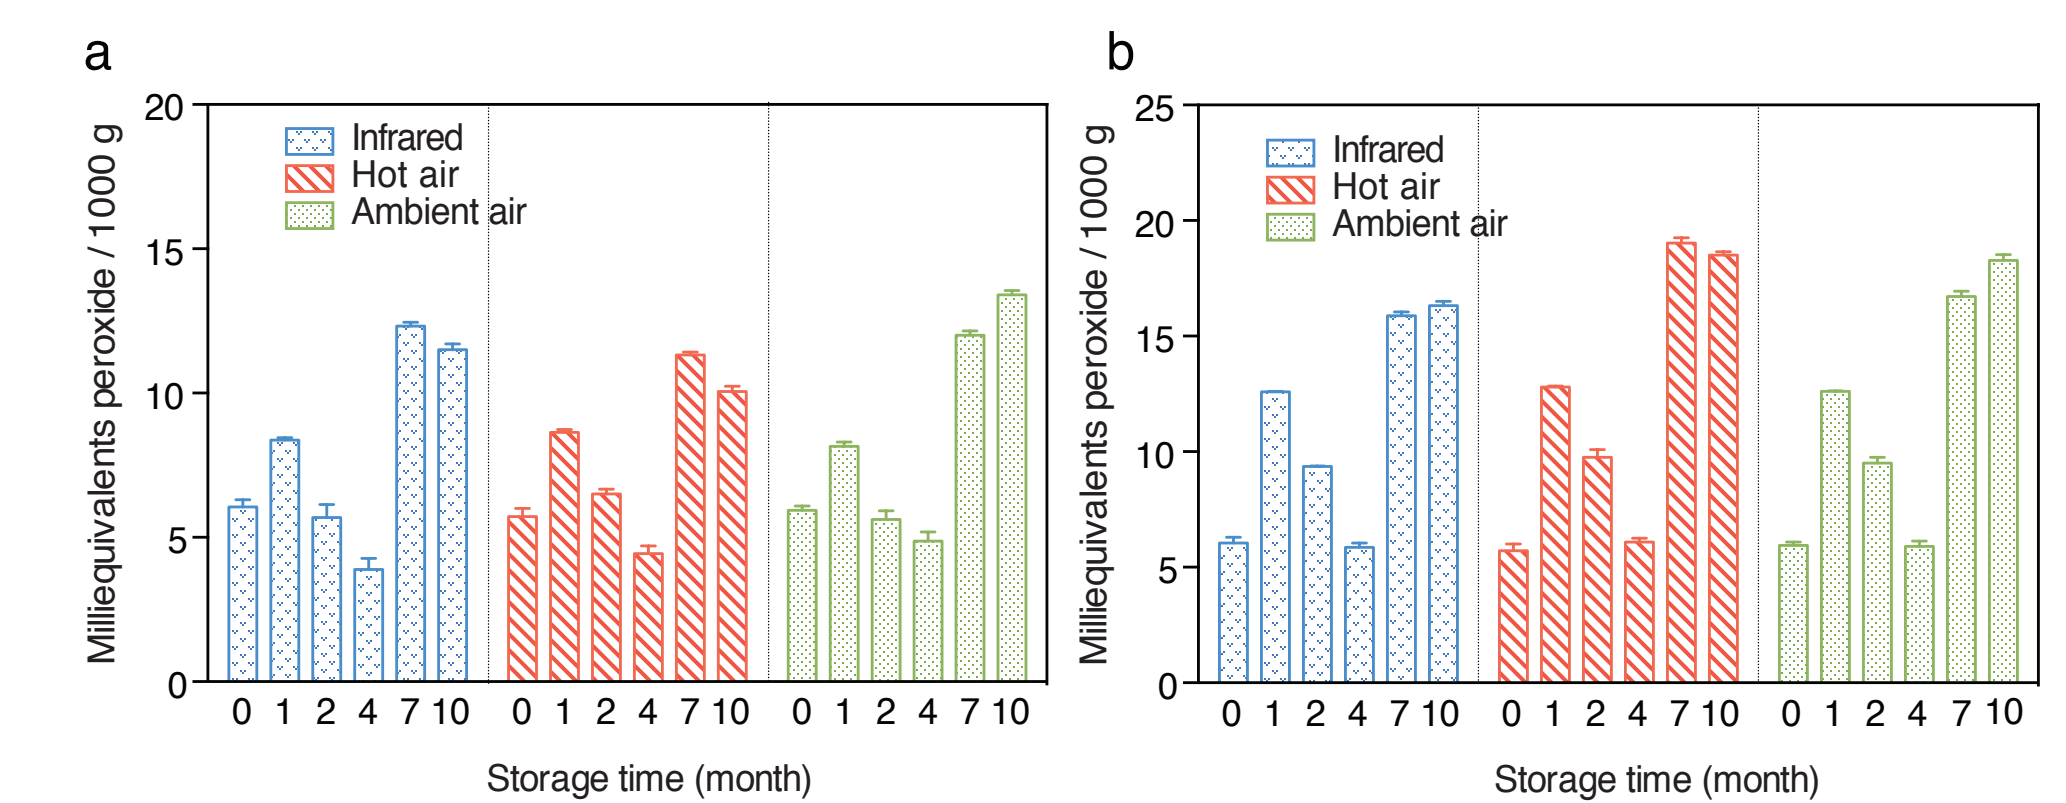 a
Milliequivalents peroxide / 1000 g
20
15
10
5
0
Infrared
Hot air
Ambient air
0 1 2 4 7 10 0 1 2 4 7 10 0 1 2 4 7 10
Storage time (month)
b
Milliequivalents peroxide / 1000 g
25
20
15
10
5
0
Infrared
Hot air
Ambient air
0 1 2 4 7 10 0 1 2 4 7 10 0 1 2 4 7 10
Storage time (month)